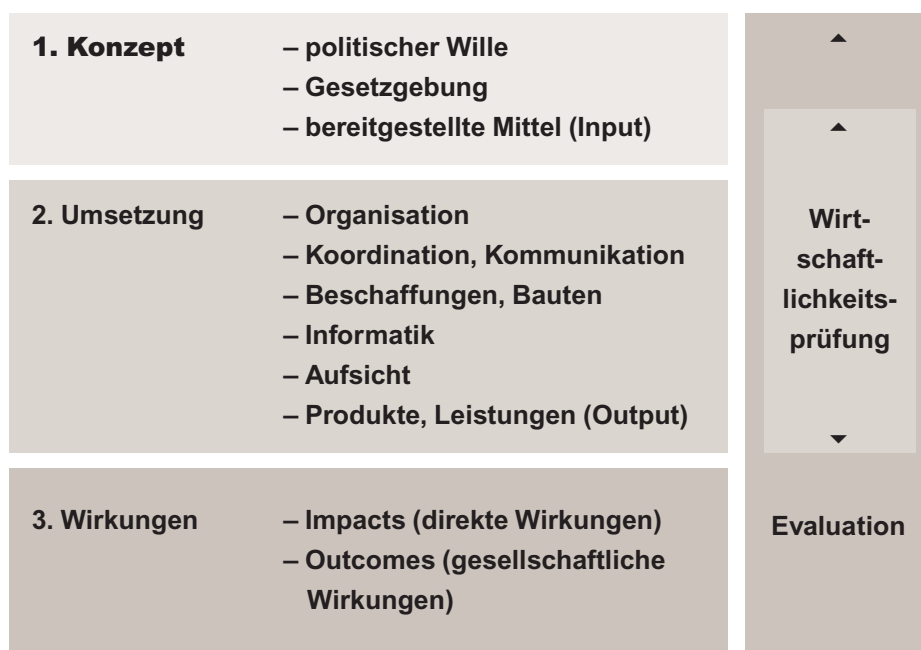 1. Konzept
– politischer Wille
– Gesetzgebung
– bereitgestellte Mittel (Input)
2. Umsetzung
– Organisation
– Koordination, Kommunikation
– Beschaffungen, Bauten
– Informatik
– Aufsicht
– Produkte, Leistungen (Output)
3. Wirkungen
– Impacts (direkte Wirkungen)
– Outcomes (gesellschaftliche
Wirkungen)
Wirt-
schaft-
lichkeits-
prüfung
Evaluation